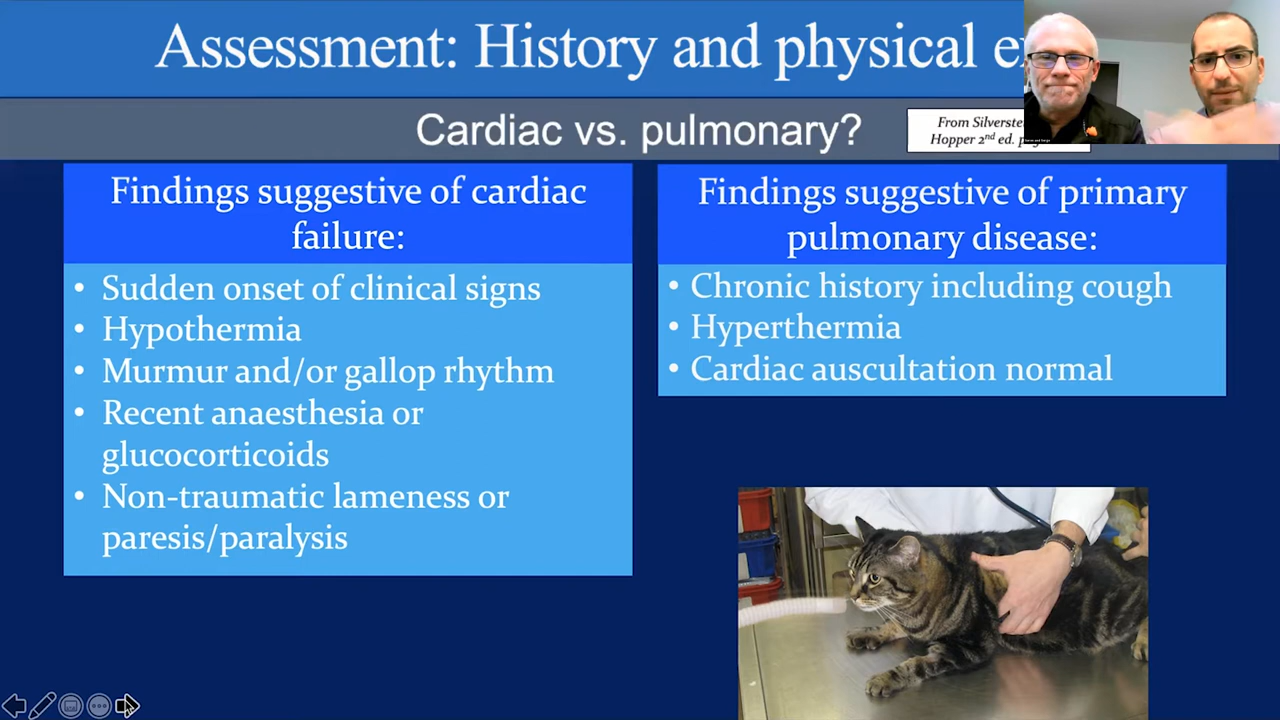 Assessment: History and physical
Cardiac vs. pulmonary?
From
Hopper 2nd ed.
Findings suggestive of cardiac
failure:
• Sudden onset of clinical signs
• Hypothermia
• Murmur and/or gallop rhythm
• Recent anaesthesia or
glucocorticoids
• Non-traumatic lameness or
paresis/paralysis
Findings suggestive of primary
pulmonary disease:
• Chronic history including cough
• Hyperthermia
• Cardiac auscultation normal